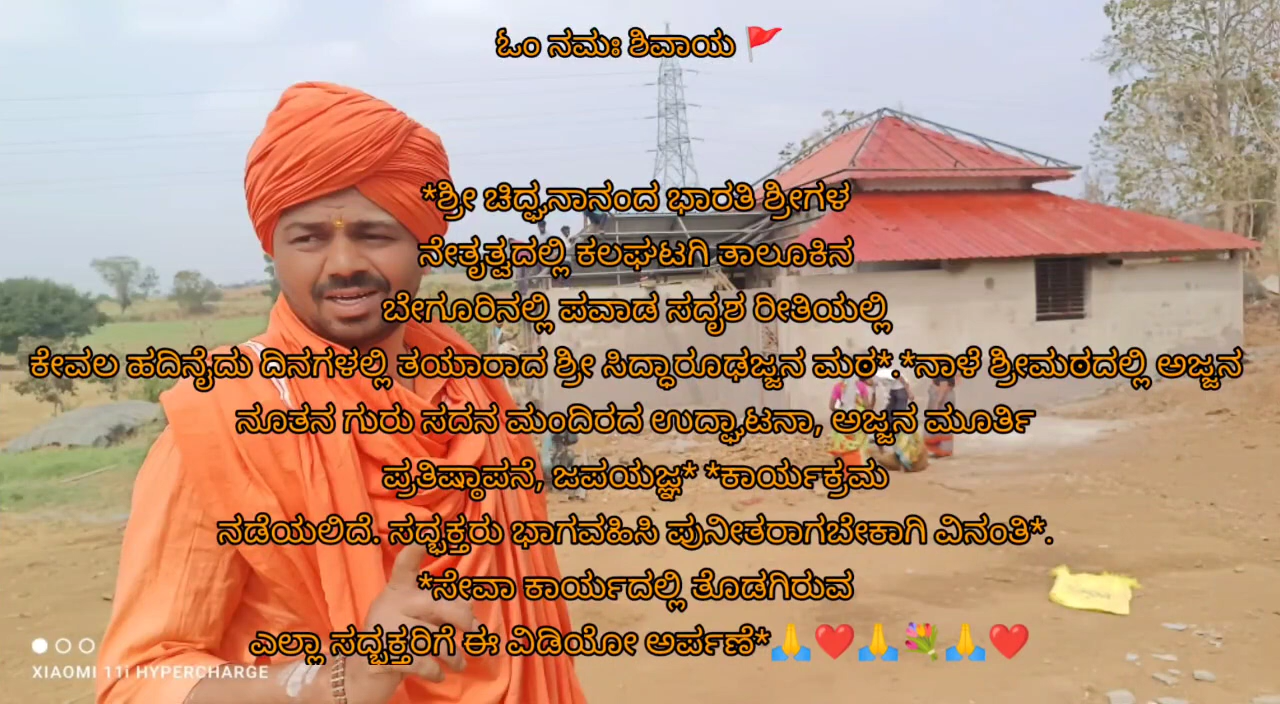 ಓಂ ನಮಃ ಶಿವಾಯ 🚩
*ಶ್ರೀ ಚಿದ್ಘನಾನಂದ ಭಾರತಿ ಶ್ರೀಗಳ
ನೇತೃತ್ವದಲ್ಲಿ ಕಲಘಟಗಿ ತಾಲೂಕಿನ
ಬೇಗೂರಿನಲ್ಲಿ ಪವಾಡ ಸದೃಶ ರೀತಿಯಲ್ಲಿ
ಕೇವಲ ಹದಿನೈದು ದಿನಗಳಲ್ಲಿ ತಯಾರಾದ ಶ್ರೀ ಸಿದ್ಧಾರೂಢಜ್ಜನ ಮಠ*.*ನಾಳೆ ಶ್ರೀಮಠದಲ್ಲಿ ಅಜ್ಜನ
ನೂತನ ಗುರು ಸದನ ಮಂದಿರದ ಉದ್ಘಾಟನಾ, ಅಜ್ಜನ ಮೂರ್ತಿ
ಪ್ರತಿಷ್ಠಾಪನೆ, ಜಪಯಜ್ಞ* *ಕಾರ್ಯಕ್ರಮ
ನಡೆಯಲಿದೆ. ಸದ್ಭಕ್ತರು ಭಾಗವಹಿಸಿ ಪುನೀತರಾಗಬೇಕಾಗಿ ವಿನಂತಿ*.
*ಸೇವಾ ಕಾರ್ಯದಲ್ಲಿ ತೊಡಗಿರುವ
ಎಲ್ಲಾ ಸದ್ಭಕ್ತರಿಗೆ ಈ ವಿಡಿಯೋ ಅರ್ಪಣೆ*🙏❤️🙏💐🙏❤️
XIAOMI 11i HYPERCHARGE